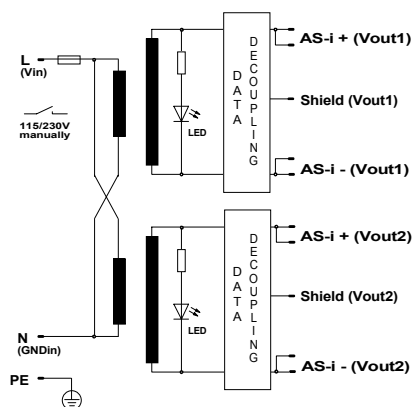 L
(Vin)
115/230V
manually
N
(GNDin)
PE
LED
DATA
DECOUPLING
AS-i + (Vout1)
Shield (Vout1)
AS-i - (Vout1)
LED
DATA
DECOUPLING
AS-i + (Vout2)
Shield (Vout2)
AS-i - (Vout2)